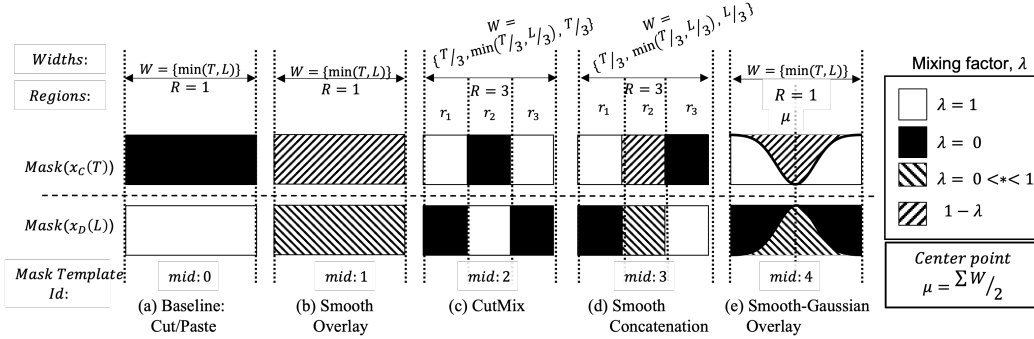 W =
{T/3, min(T/3, L/3), T/3}
W =
{T/3, min(T/3, L/3), L/3}
Widths:
W = {min(T, L)}
W = {min(T, L)}
W = {min(T, L)}
Regions:
R = 1
R = 1
R = 3
R = 3
R = 1
r1 r2 r3
r1 r2 r3
μ
Mask(x_C(T))
Mask(x_D(L))
Mask Template
Id:
mid: 0
mid: 1
mid: 2
mid: 3
mid: 4
(a) Baseline:
Cut/Paste
(b) Smooth
Overlay
(c) CutMix
(d) Smooth
Concatenation
(e) Smooth-Gaussian
Overlay
Mixing factor, λ
λ = 1
λ = 0
λ = 0 <*< 1
1 − λ
Center point
μ = ∑W/2